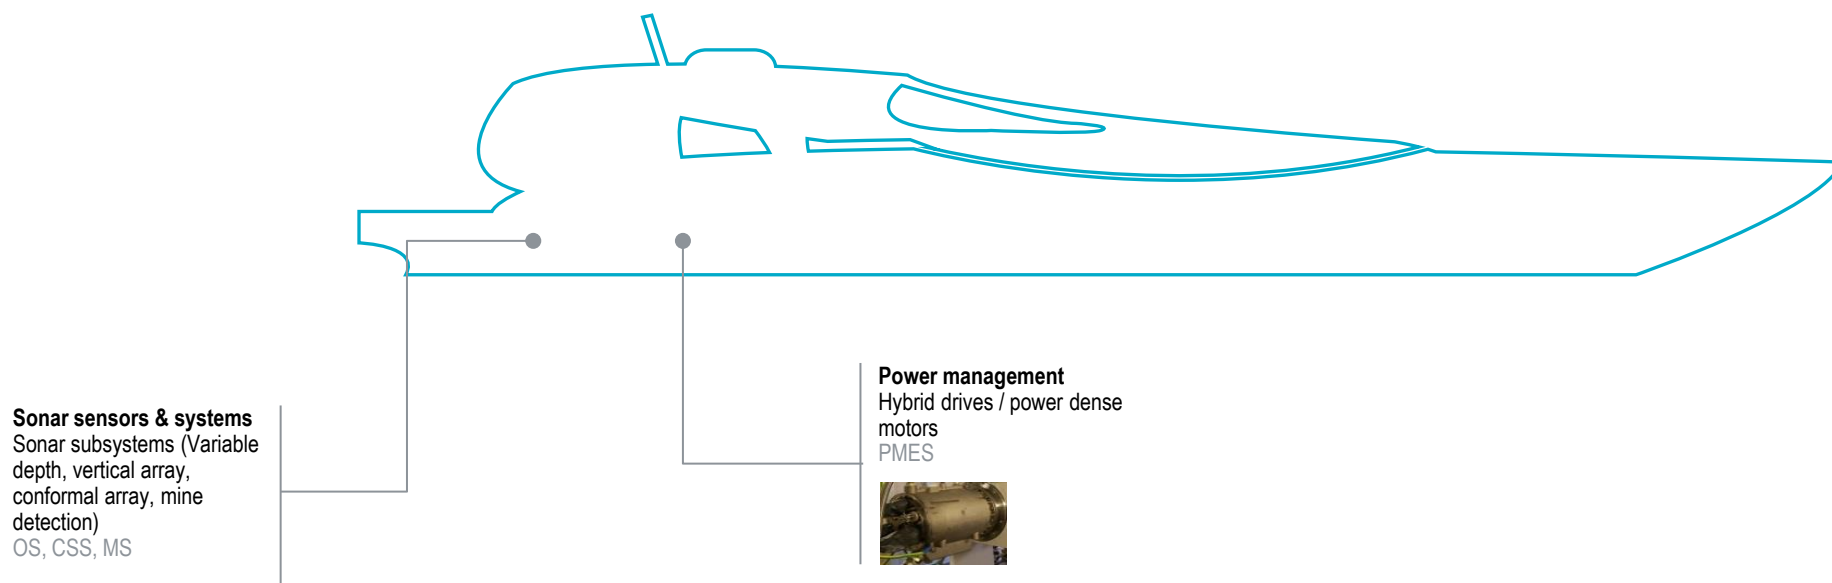 Sonar sensors & systems
Sonar subsystems (Variable
depth, vertical array,
conformal array, mine
detection)
OS, CSS, MS
Power management
Hybrid drives / power dense
motors
PMES